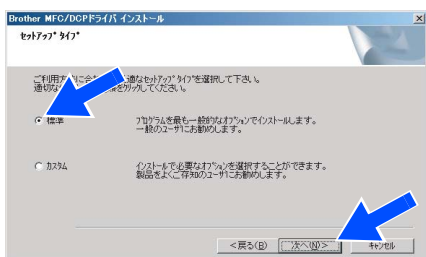 Brother MFC/DCPドライバ インストール
セットアップ タイプ
ご利用方法に合 適なセットアップ タイプを選択して下さい。
適切な をクリックしてください。
標準
プログラムを最も一般的なオプションでインストールします。
一般のユーザにお勧めします。
カスタム
インストールで必要なオプションを選択することができます。
製品をよくご存知のユーザにお勧めします。
<戻る(B)
次へ(N)>
キャンセル